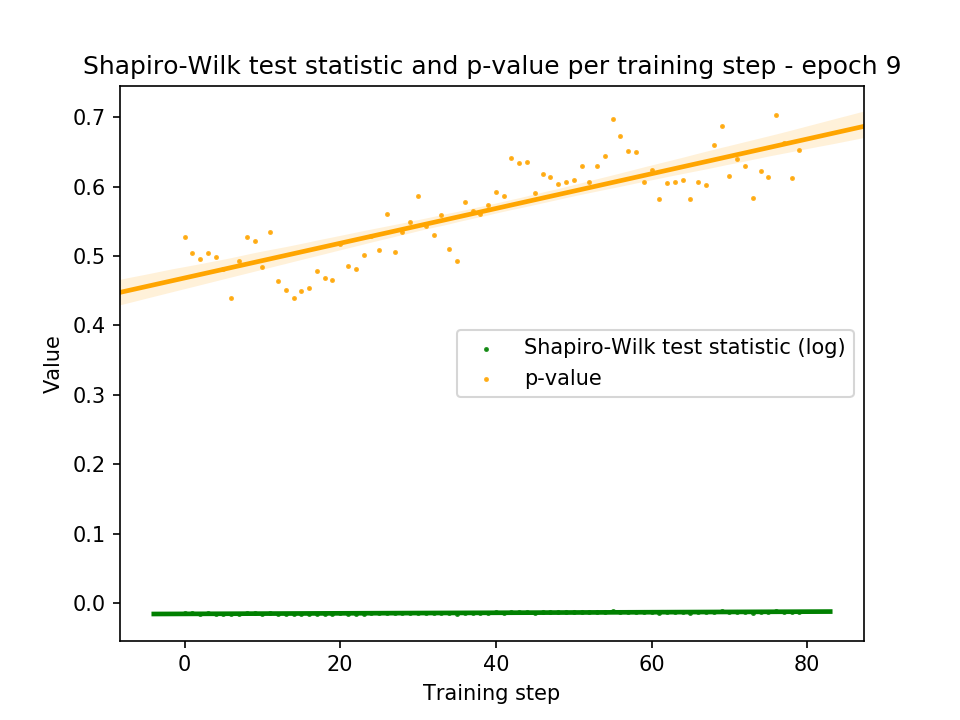 Shapiro-Wilk test statistic and p-value per training step - epoch 9
0.7
0.6
0.5
0.4
0.3
0.2
0.1
0.0
Value
Shapiro-Wilk test statistic (log)
p-value
0 20 40 60 80
Training step